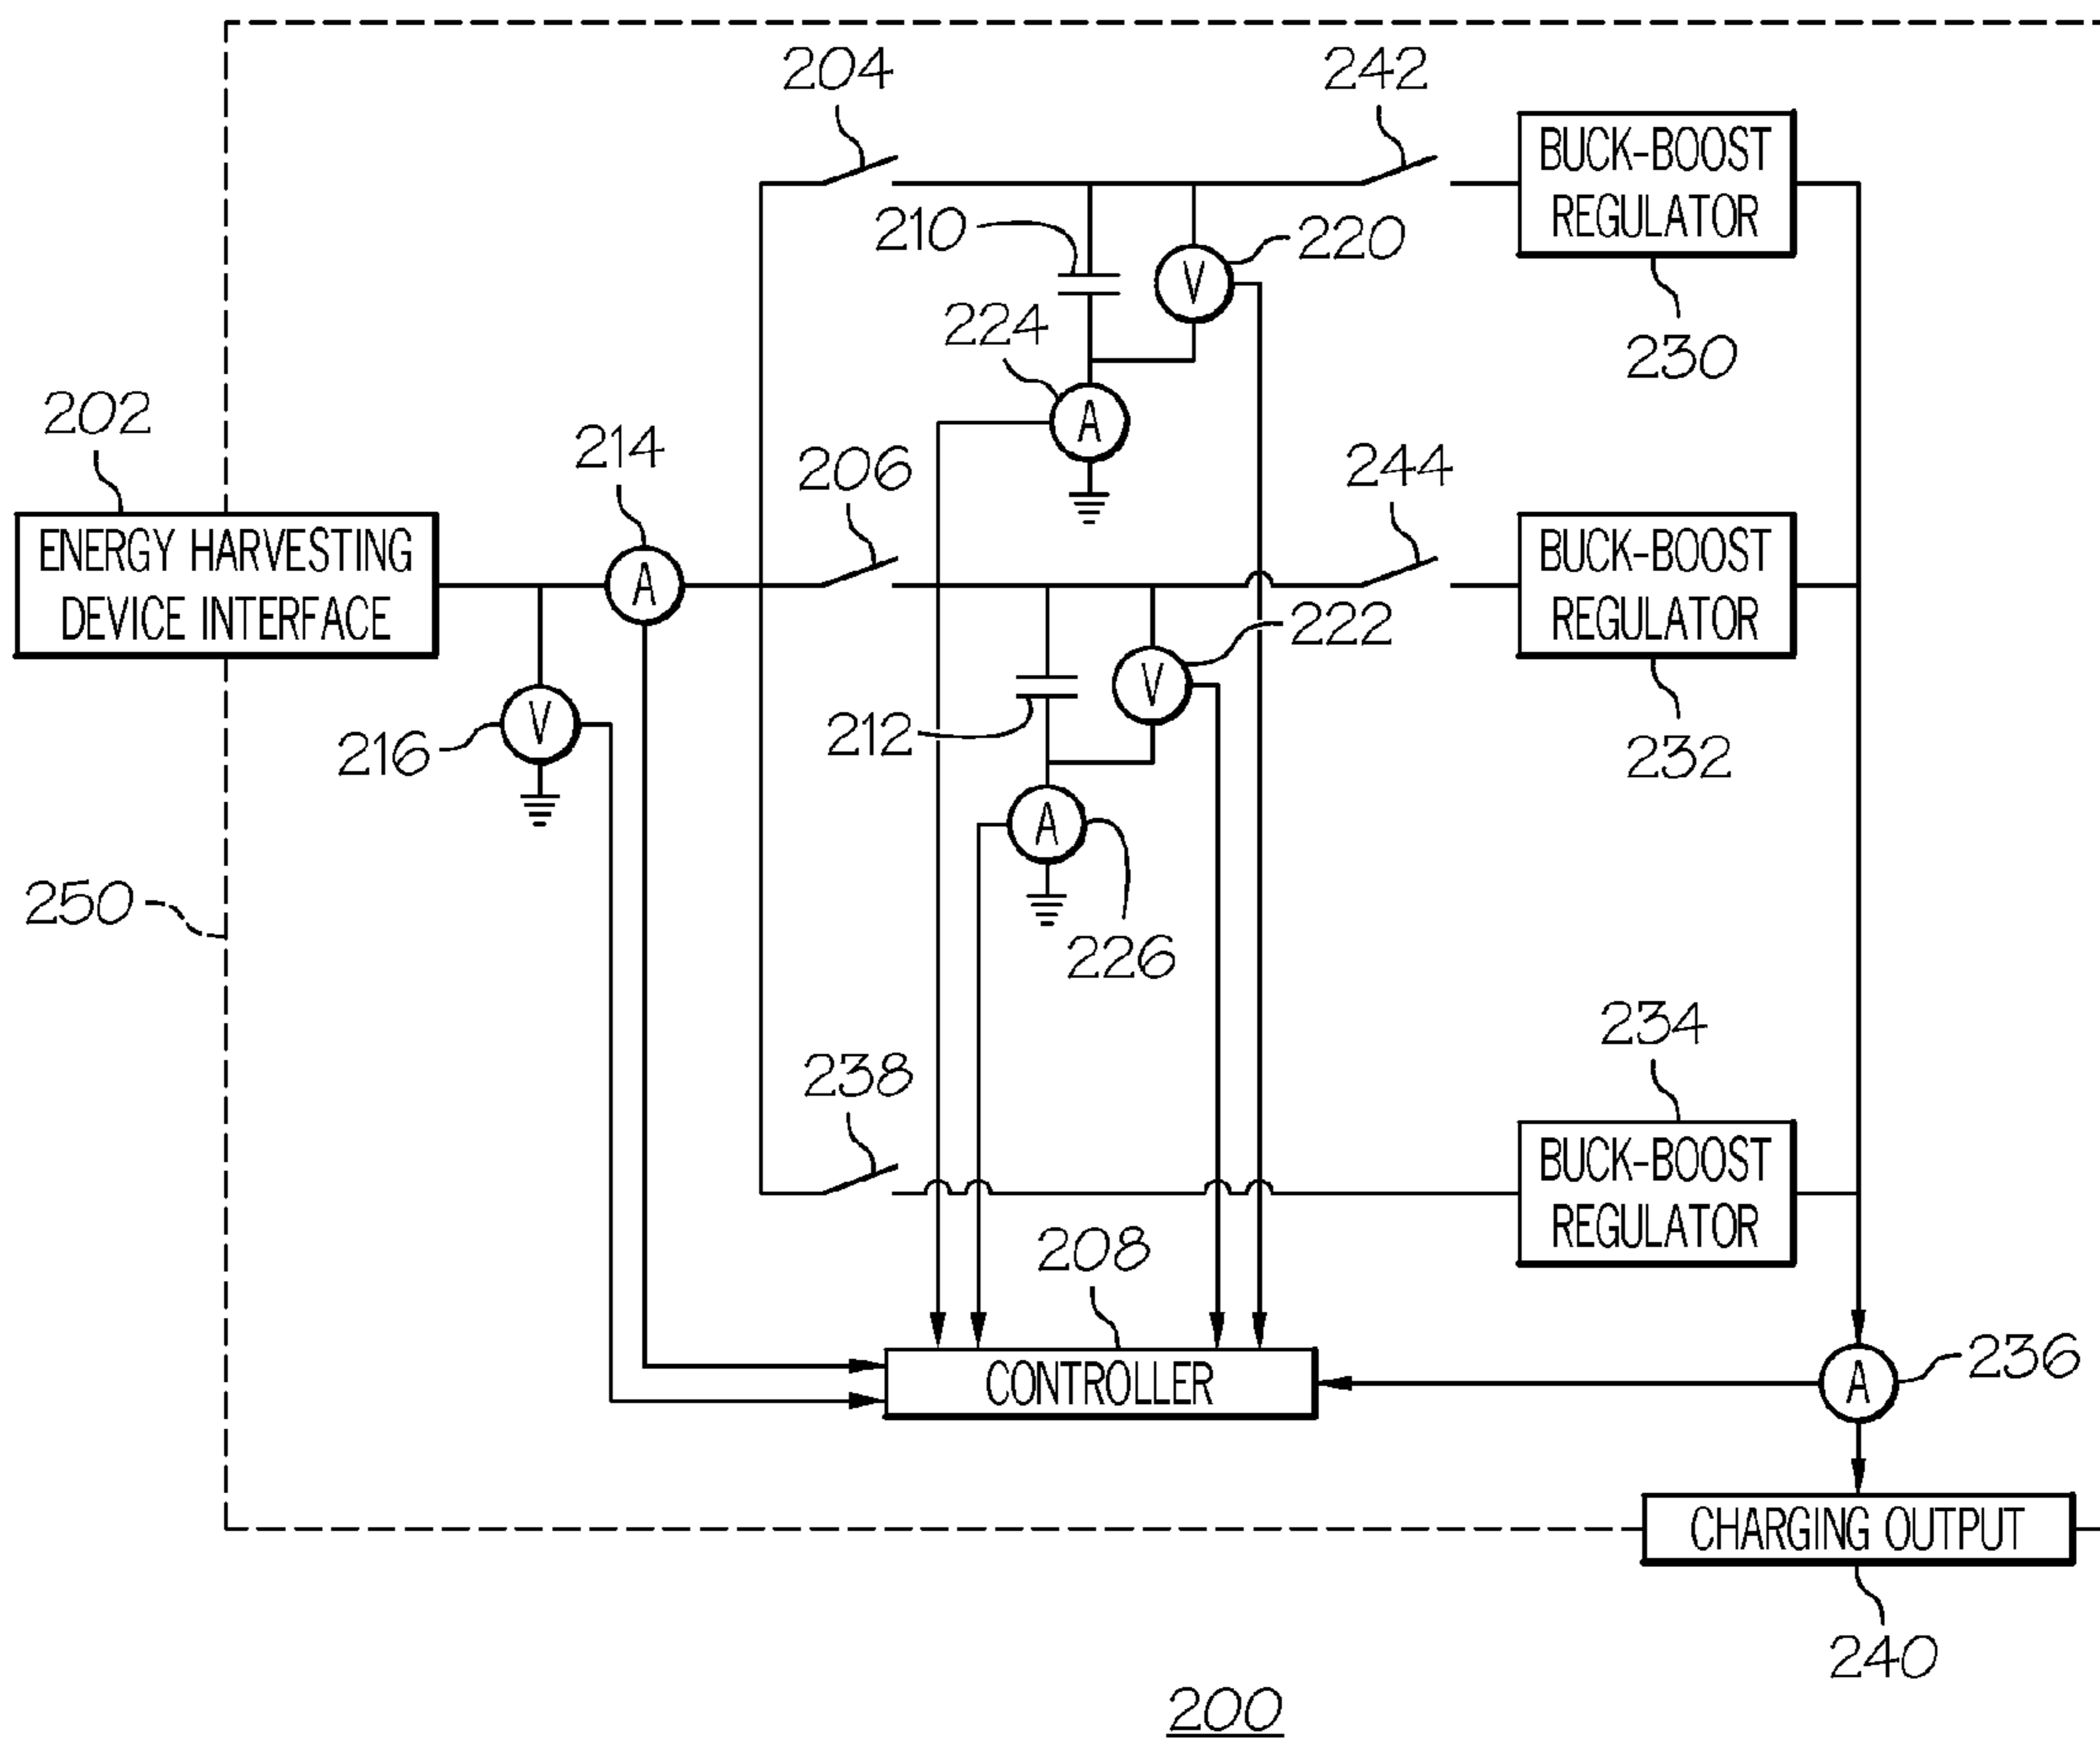 204
242
BUCK-BOOST
REGULATOR
210
V
220
224
230
A
202
214
206
244
ENERGY HARVESTING
DEVICE INTERFACE
A
BUCK-BOOST
REGULATOR
222
V
216
V
212
232
A
250
226
234
238
BUCK-BOOST
REGULATOR
208
CONTROLLER
A
236
CHARGING OUTPUT
240
200